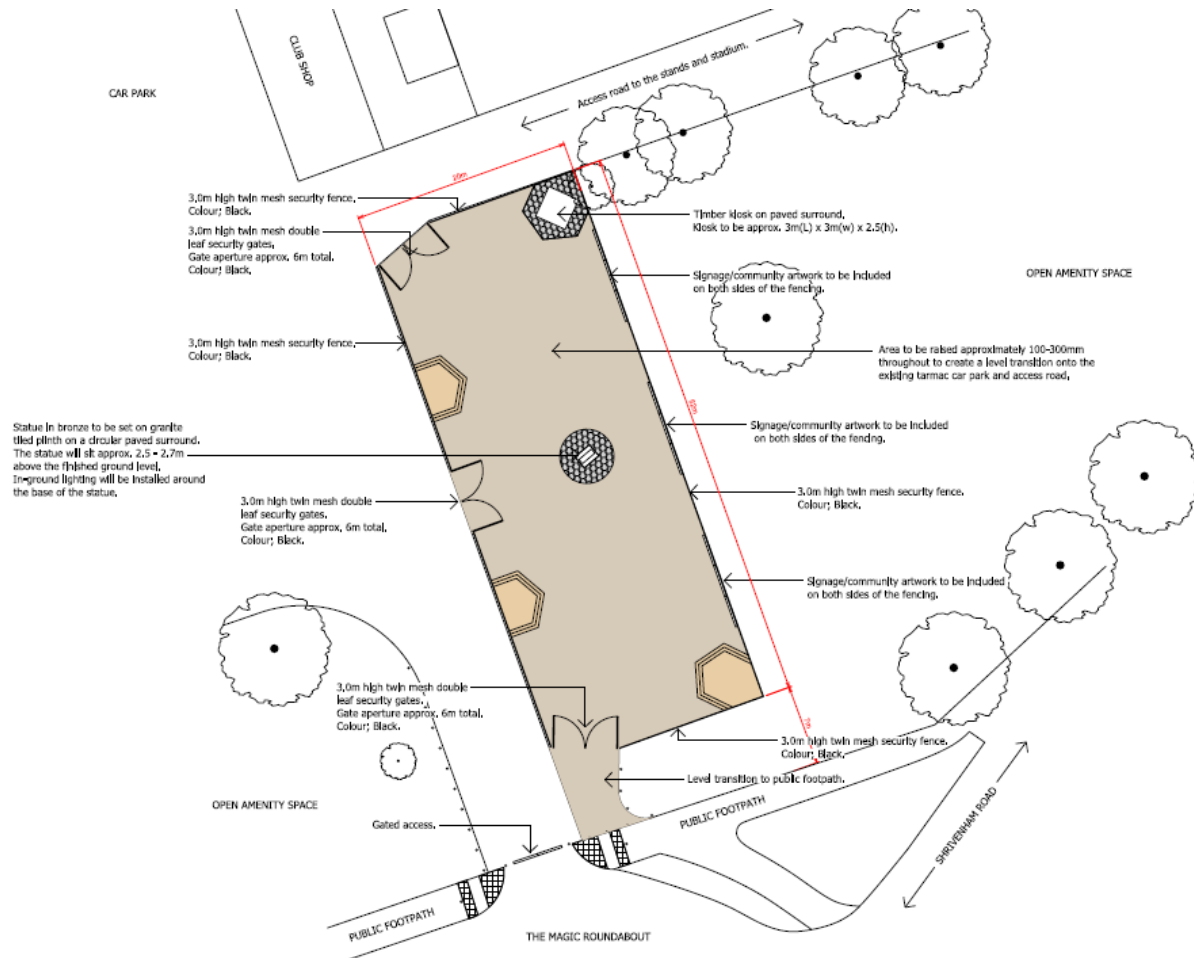 CAR PARK
CLUB SHOP
Access road to the stands and stadium.
3.0m high twin mesh security fence.
Colour; Black.
3.0m high twin mesh double
leaf security gates.
Gate aperture approx. 6m total.
Colour; Black.
3.0m high twin mesh security fence.
Colour; Black.
Timber kiosk on paved surround.
Kiosk to be approx. 3m(L) x 3m(w) x 2.5(h).
Signage/community artwork to be included
on both sides of the fencing.
OPEN AMENITY SPACE
Area to be raised approximately 100-300mm
throughout to create a level transition onto the
existing tarmac car park and access road.
Statue in bronze to be set on granite
tiled plinth on a circular paved surround.
The statue will sit approx. 2.5 - 2.7m
above the finished ground level.
In-ground lighting will be installed around
the base of the statue.
Signage/community artwork to be included
on both sides of the fencing.
3.0m high twin mesh double
leaf security gates.
Gate aperture approx. 6m total.
Colour; Black.
3.0m high twin mesh security fence.
Colour; Black.
Signage/community artwork to be included
on both sides of the fencing.
3.0m high twin mesh double
leaf security gates.
Gate aperture approx. 6m total.
Colour; Black.
3.0m high twin mesh security fence.
Colour; Black.
Level transition to public footpath.
OPEN AMENITY SPACE
Gated access.
PUBLIC FOOTPATH
SHRIVENHAM ROAD
PUBLIC FOOTPATH
THE MAGIC ROUNDABOUT